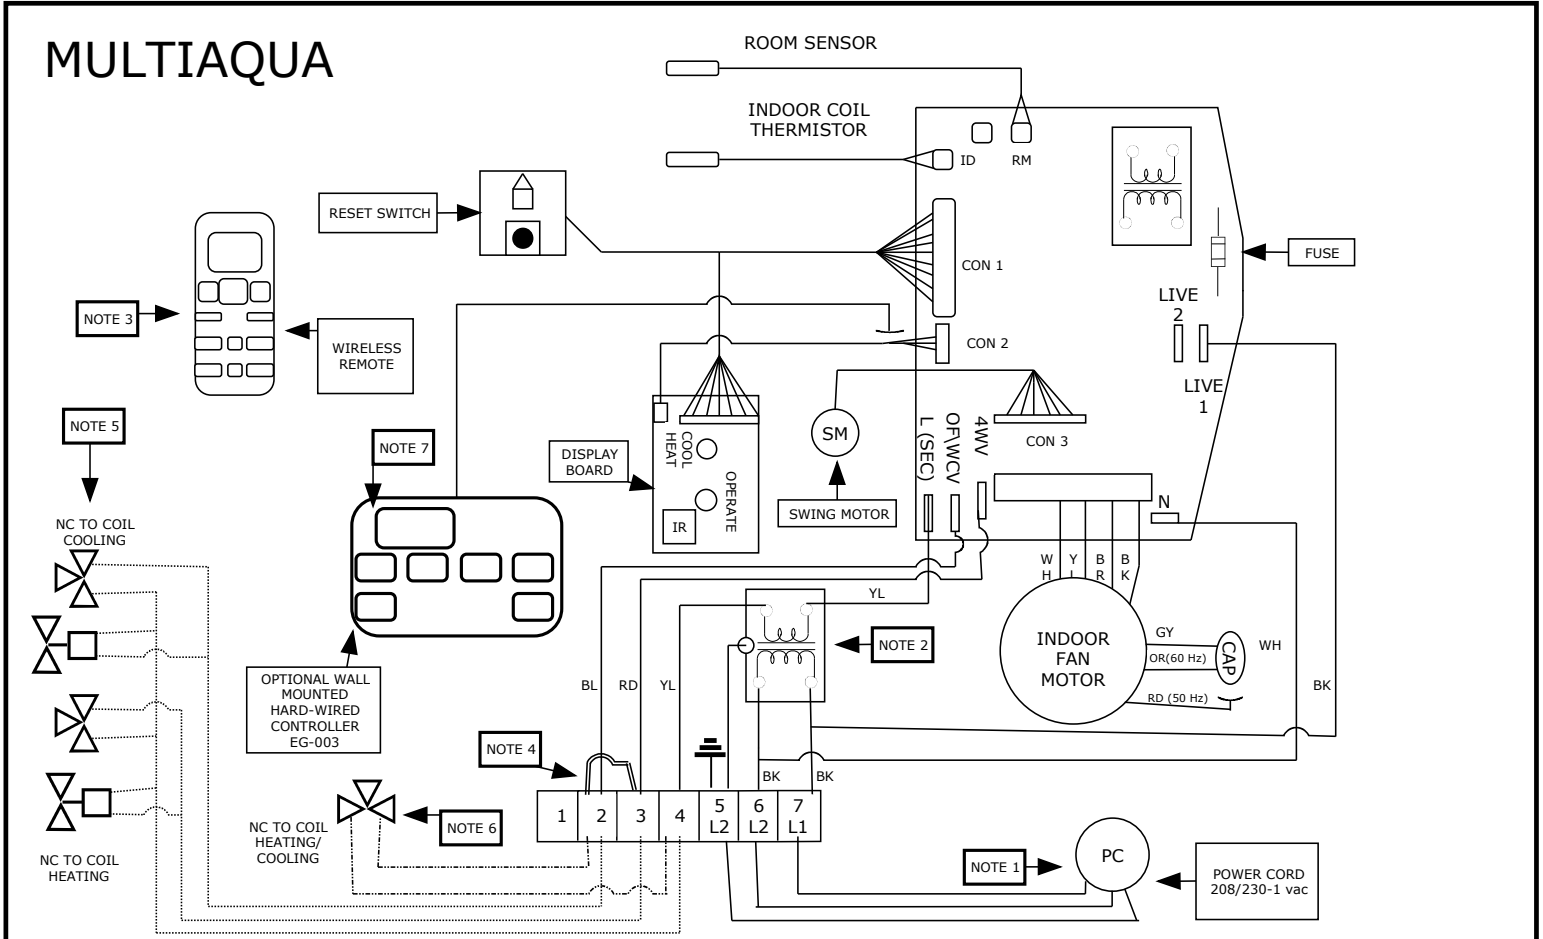 MULTIAQUA
ROOM SENSOR
INDOOR COIL
THERMISTOR
ID
RM
RESET SWITCH
CON 1
FUSE
NOTE 3
WIRELESS
REMOTE
LIVE
2
CON 2
LIVE
1
NOTE 5
NOTE 7
DISPLAY
BOARD
COOL
HEAT
OPERATE
IR
SM
SWING MOTOR
L (SEC)
OF\WCV
4WV
CON 3
N
NC TO COIL
COOLING
W
H
Y
L
B
R
B
K
YL
NOTE 2
INDOOR
FAN
MOTOR
GY
OR(60 Hz)
RD (50 Hz)
CAP
WH
BK
OPTIONAL WALL
MOUNTED
HARD-WIRED
CONTROLLER
EG-003
BL
RD
YL
NOTE 4
BK
BK
1
2
3
4
5
L2
6
L2
7
L1
NC TO COIL
HEATING/
COOLING
NOTE 6
NC TO COIL
HEATING
NOTE 1
PC
POWER CORD
208/230-1 vac